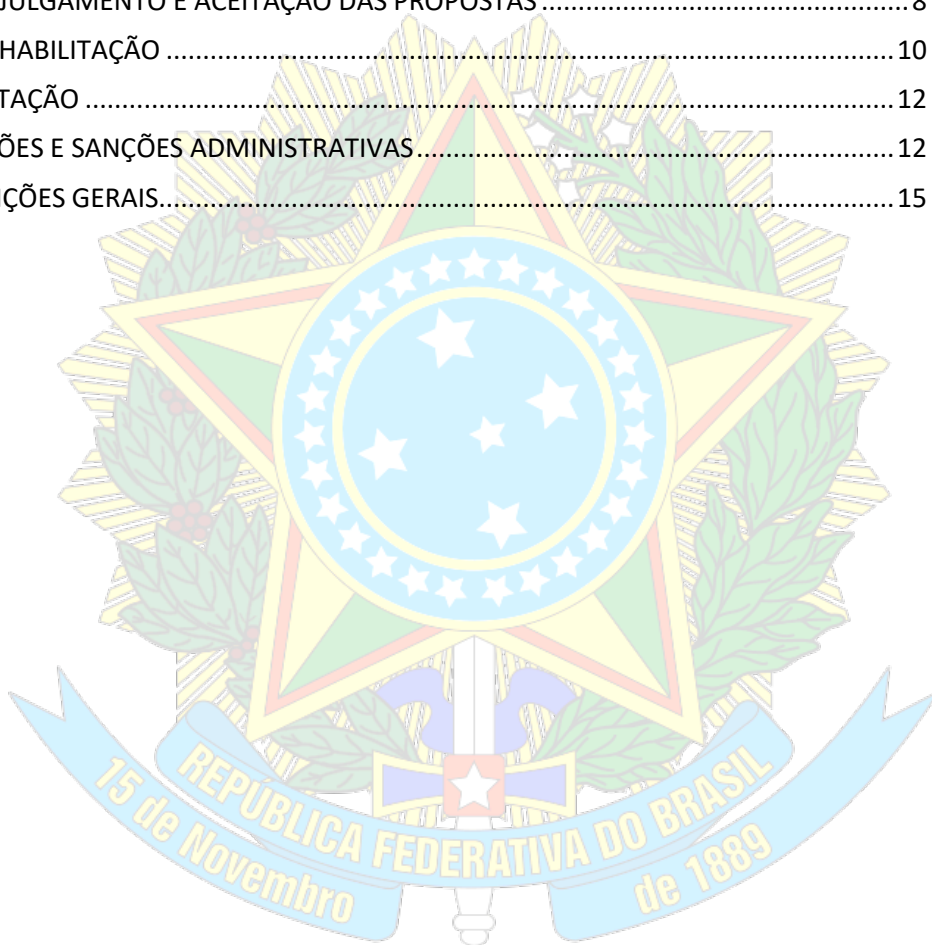 JULGAMENTO E ACEITAÇÃO DAS PROPOSTAS 8
HABILITAÇÃO 10
TAÇÃO 12
ÕES E SANÇÕES ADMINISTRATIVAS 12
IÇÕES GERAIS 15
REPÚBLICA FEDERATIVA DO BRASIL
15 de Novembro de 1889